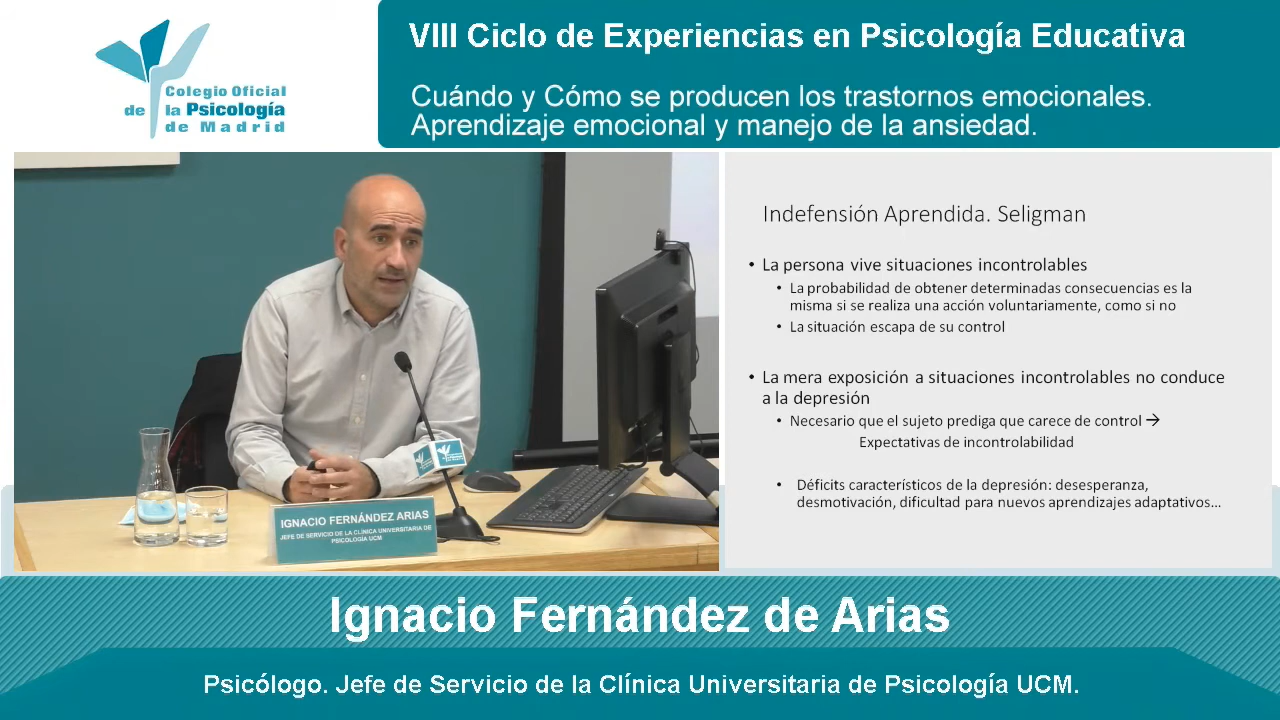 Colegio Oficial
de la Psicología
de Madrid
VIII Ciclo de Experiencias en Psicología Educativa
Cuándo y Cómo se producen los trastornos emocionales.
Aprendizaje emocional y manejo de la ansiedad.
Indefensión Aprendida. Seligman
• La persona vive situaciones incontrolables
• La probabilidad de obtener determinadas consecuencias es la
misma si se realiza una acción voluntariamente, como si no
• La situación escapa de su control
• La mera exposición a situaciones incontrolables no conduce
a la depresión
• Necesario que el sujeto prediga que carece de control →
Expectativas de incontrolabilidad
• Déficits característicos de la depresión: desesperanza,
desmotivación, dificultad para nuevos aprendizajes adaptativos...
IGNACIO FERNÁNDEZ ARIAS
JEFE DE SERVICIO DE LA CLÍNICA UNIVERSITARIA DE
PSICOLOGÍA UCM
Ignacio Fernández de Arias
Psicólogo. Jefe de Servicio de la Clínica Universitaria de Psicología UCM.